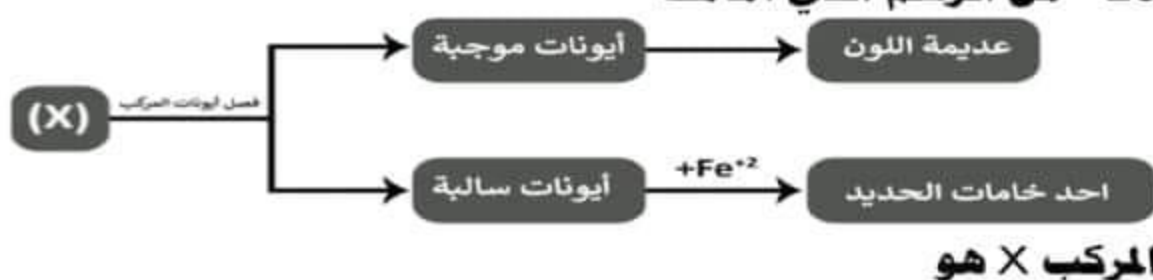 أيونات موجبة
عديمة اللون
(X)
فصل أيونات المركب
أيونات سالبة
+Fe⁺²
احد خامات الحديد
المركب X هو